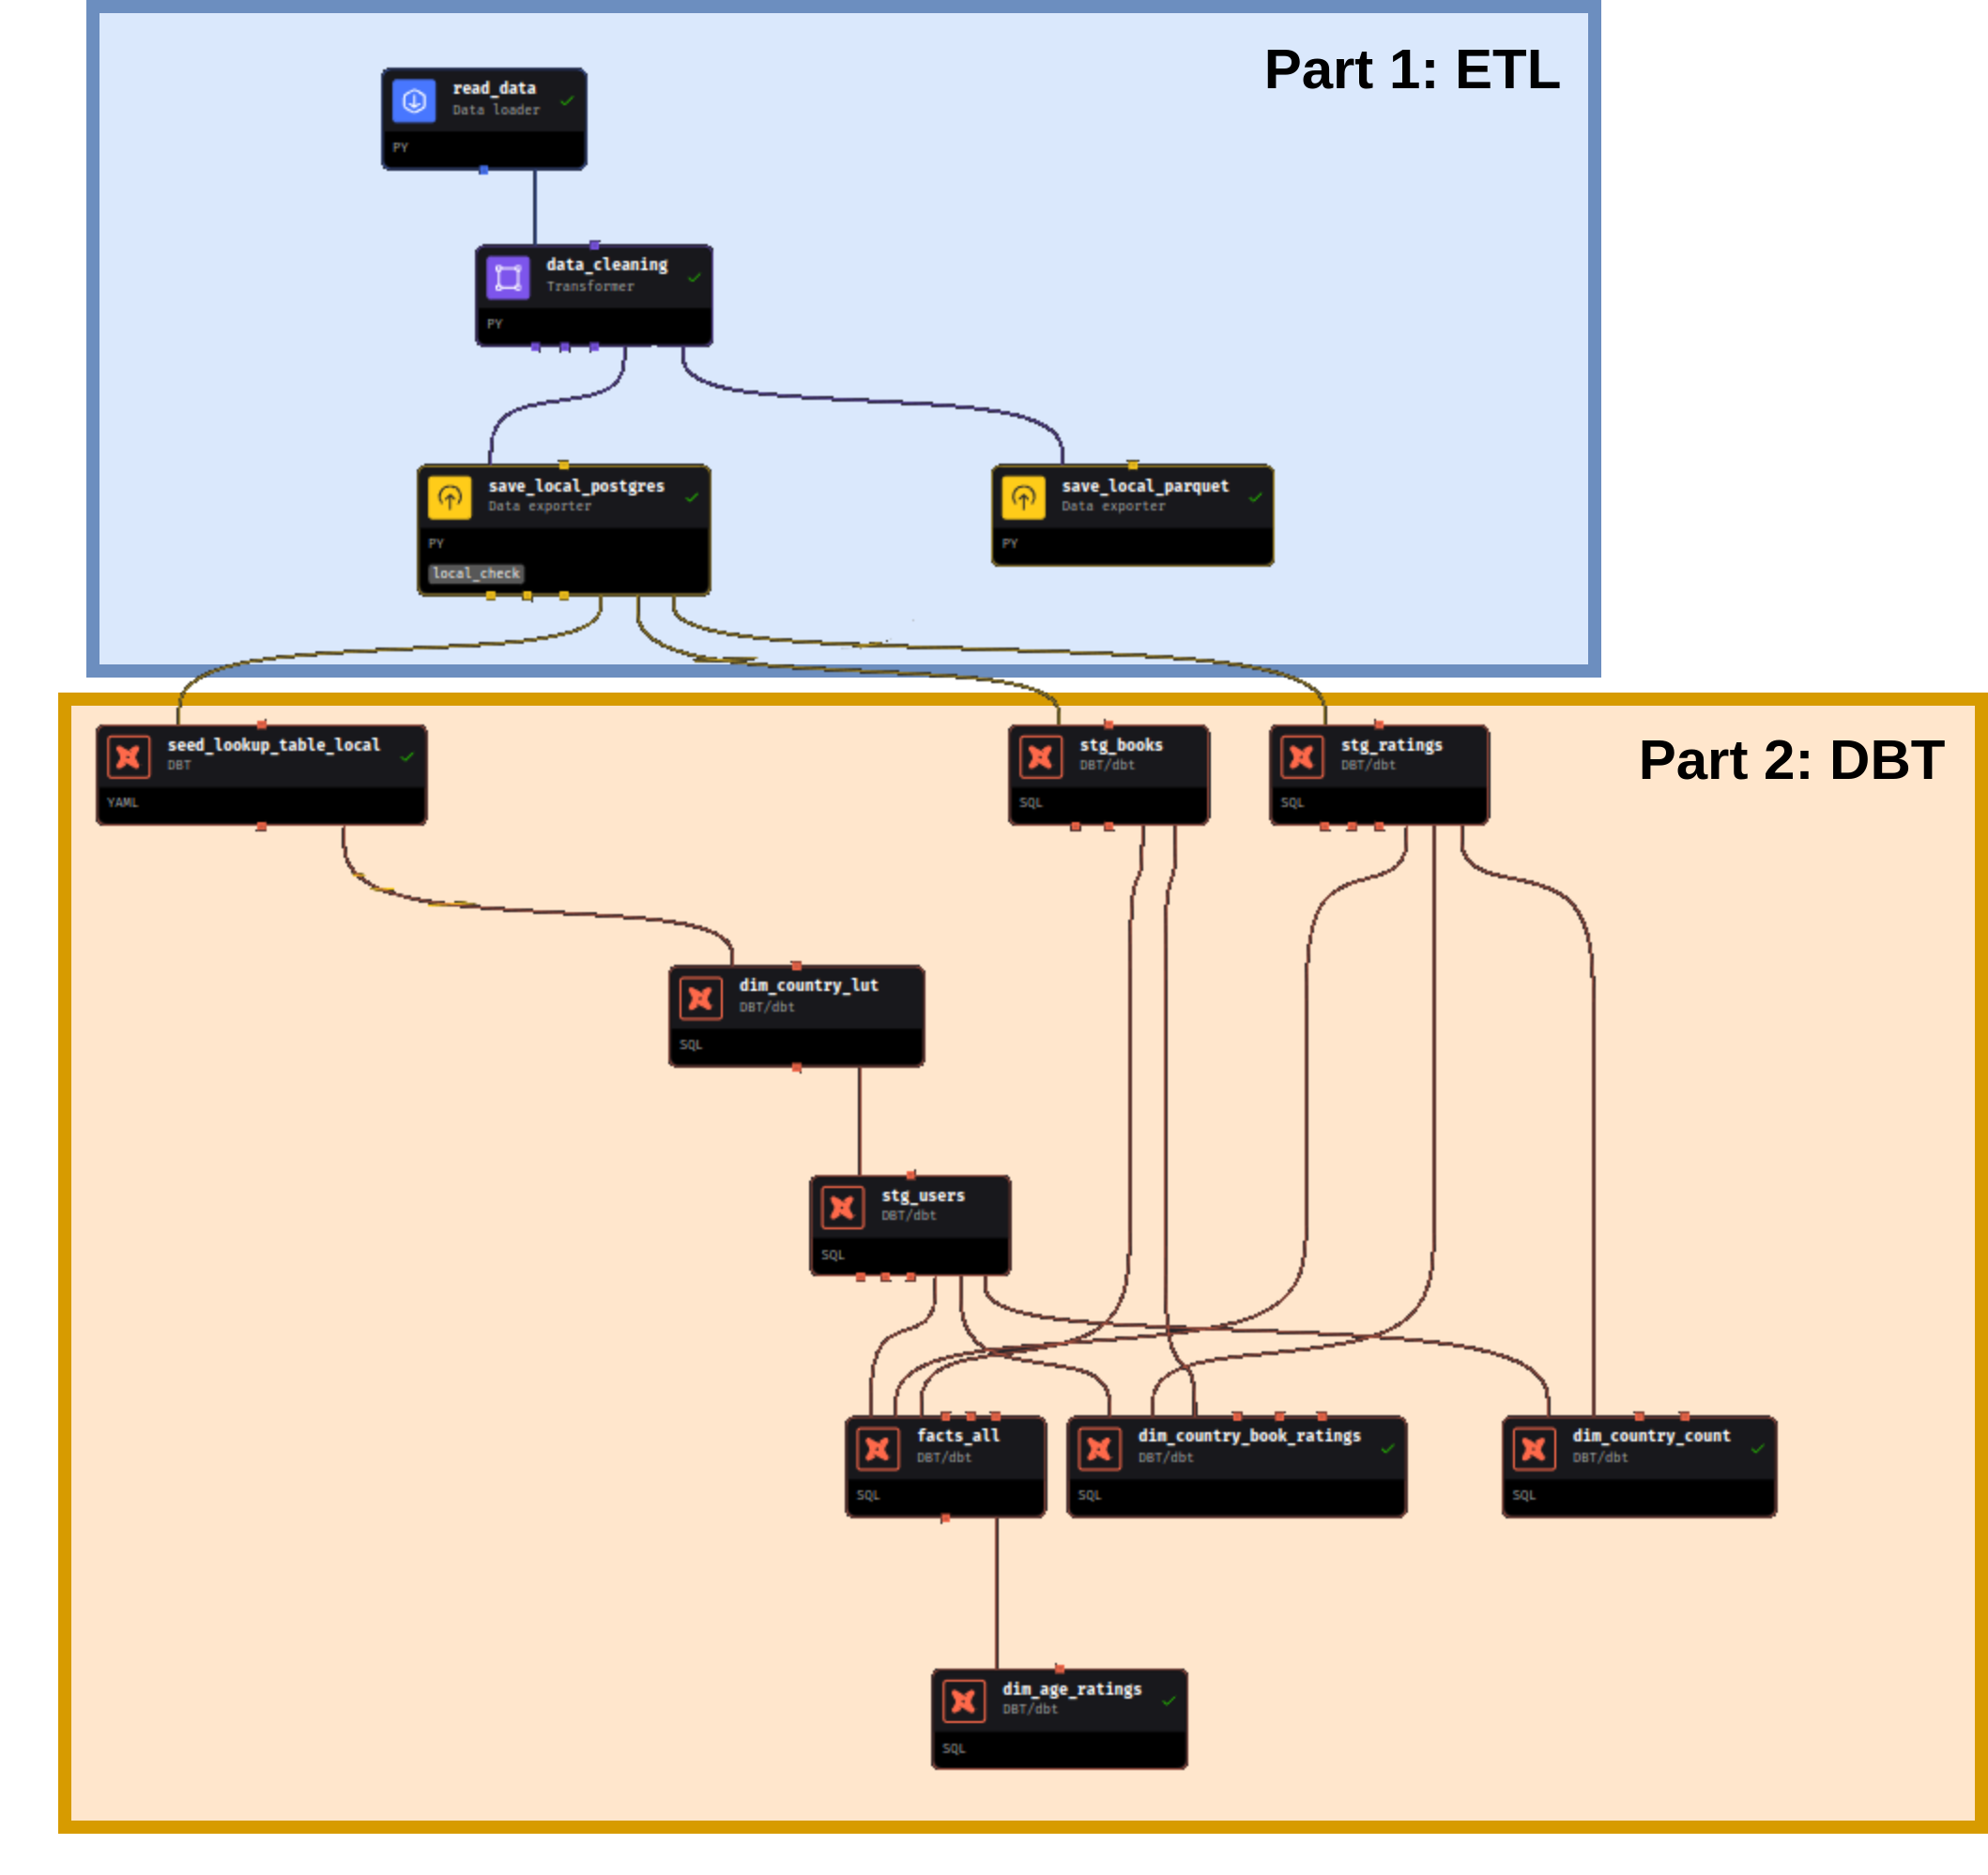 Part 1: ETL
read_data
Data loader
PY
data_cleaning
Transformer
PY
save_local_postgres
Data exporter
PY
local_check
save_local_parquet
Data exporter
PY
Part 2: DBT
seed_lookup_table_local
DBT
YAML
stg_books
DBT/dbt
SQL
stg_ratings
DBT/dbt
SQL
dim_country_lut
DBT/dbt
SQL
stg_users
DBT/dbt
SQL
facts_all
DBT/dbt
SQL
dim_country_book_ratings
DBT/dbt
SQL
dim_country_count
DBT/dbt
SQL
dim_age_ratings
DBT/dbt
SQL